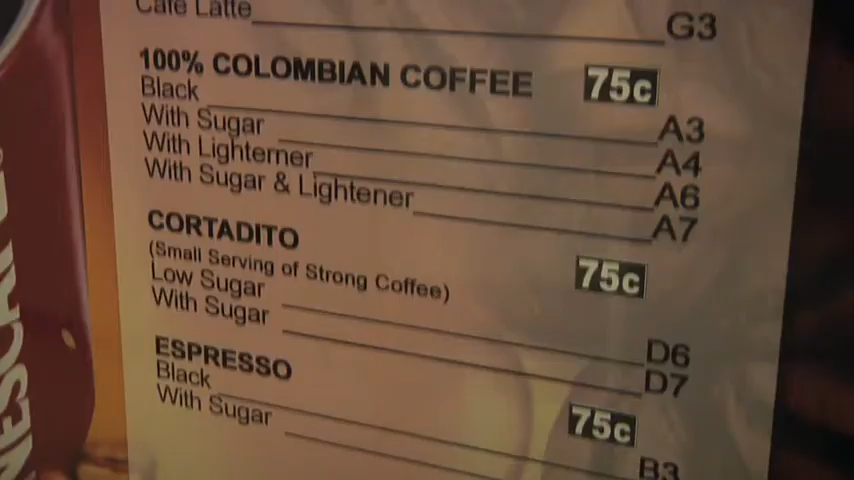 Cafe Latte G3
100% COLOMBIAN COFFEE 75c
Black A3
With Sugar A4
With Lighterner A6
With Sugar & Lightener A7
CORTADITO
(Small Serving of Strong Coffee) 75c
Low Sugar D6
With Sugar D7
ESPRESSO 75c
Black B3
With Sugar
NESCAFÉ